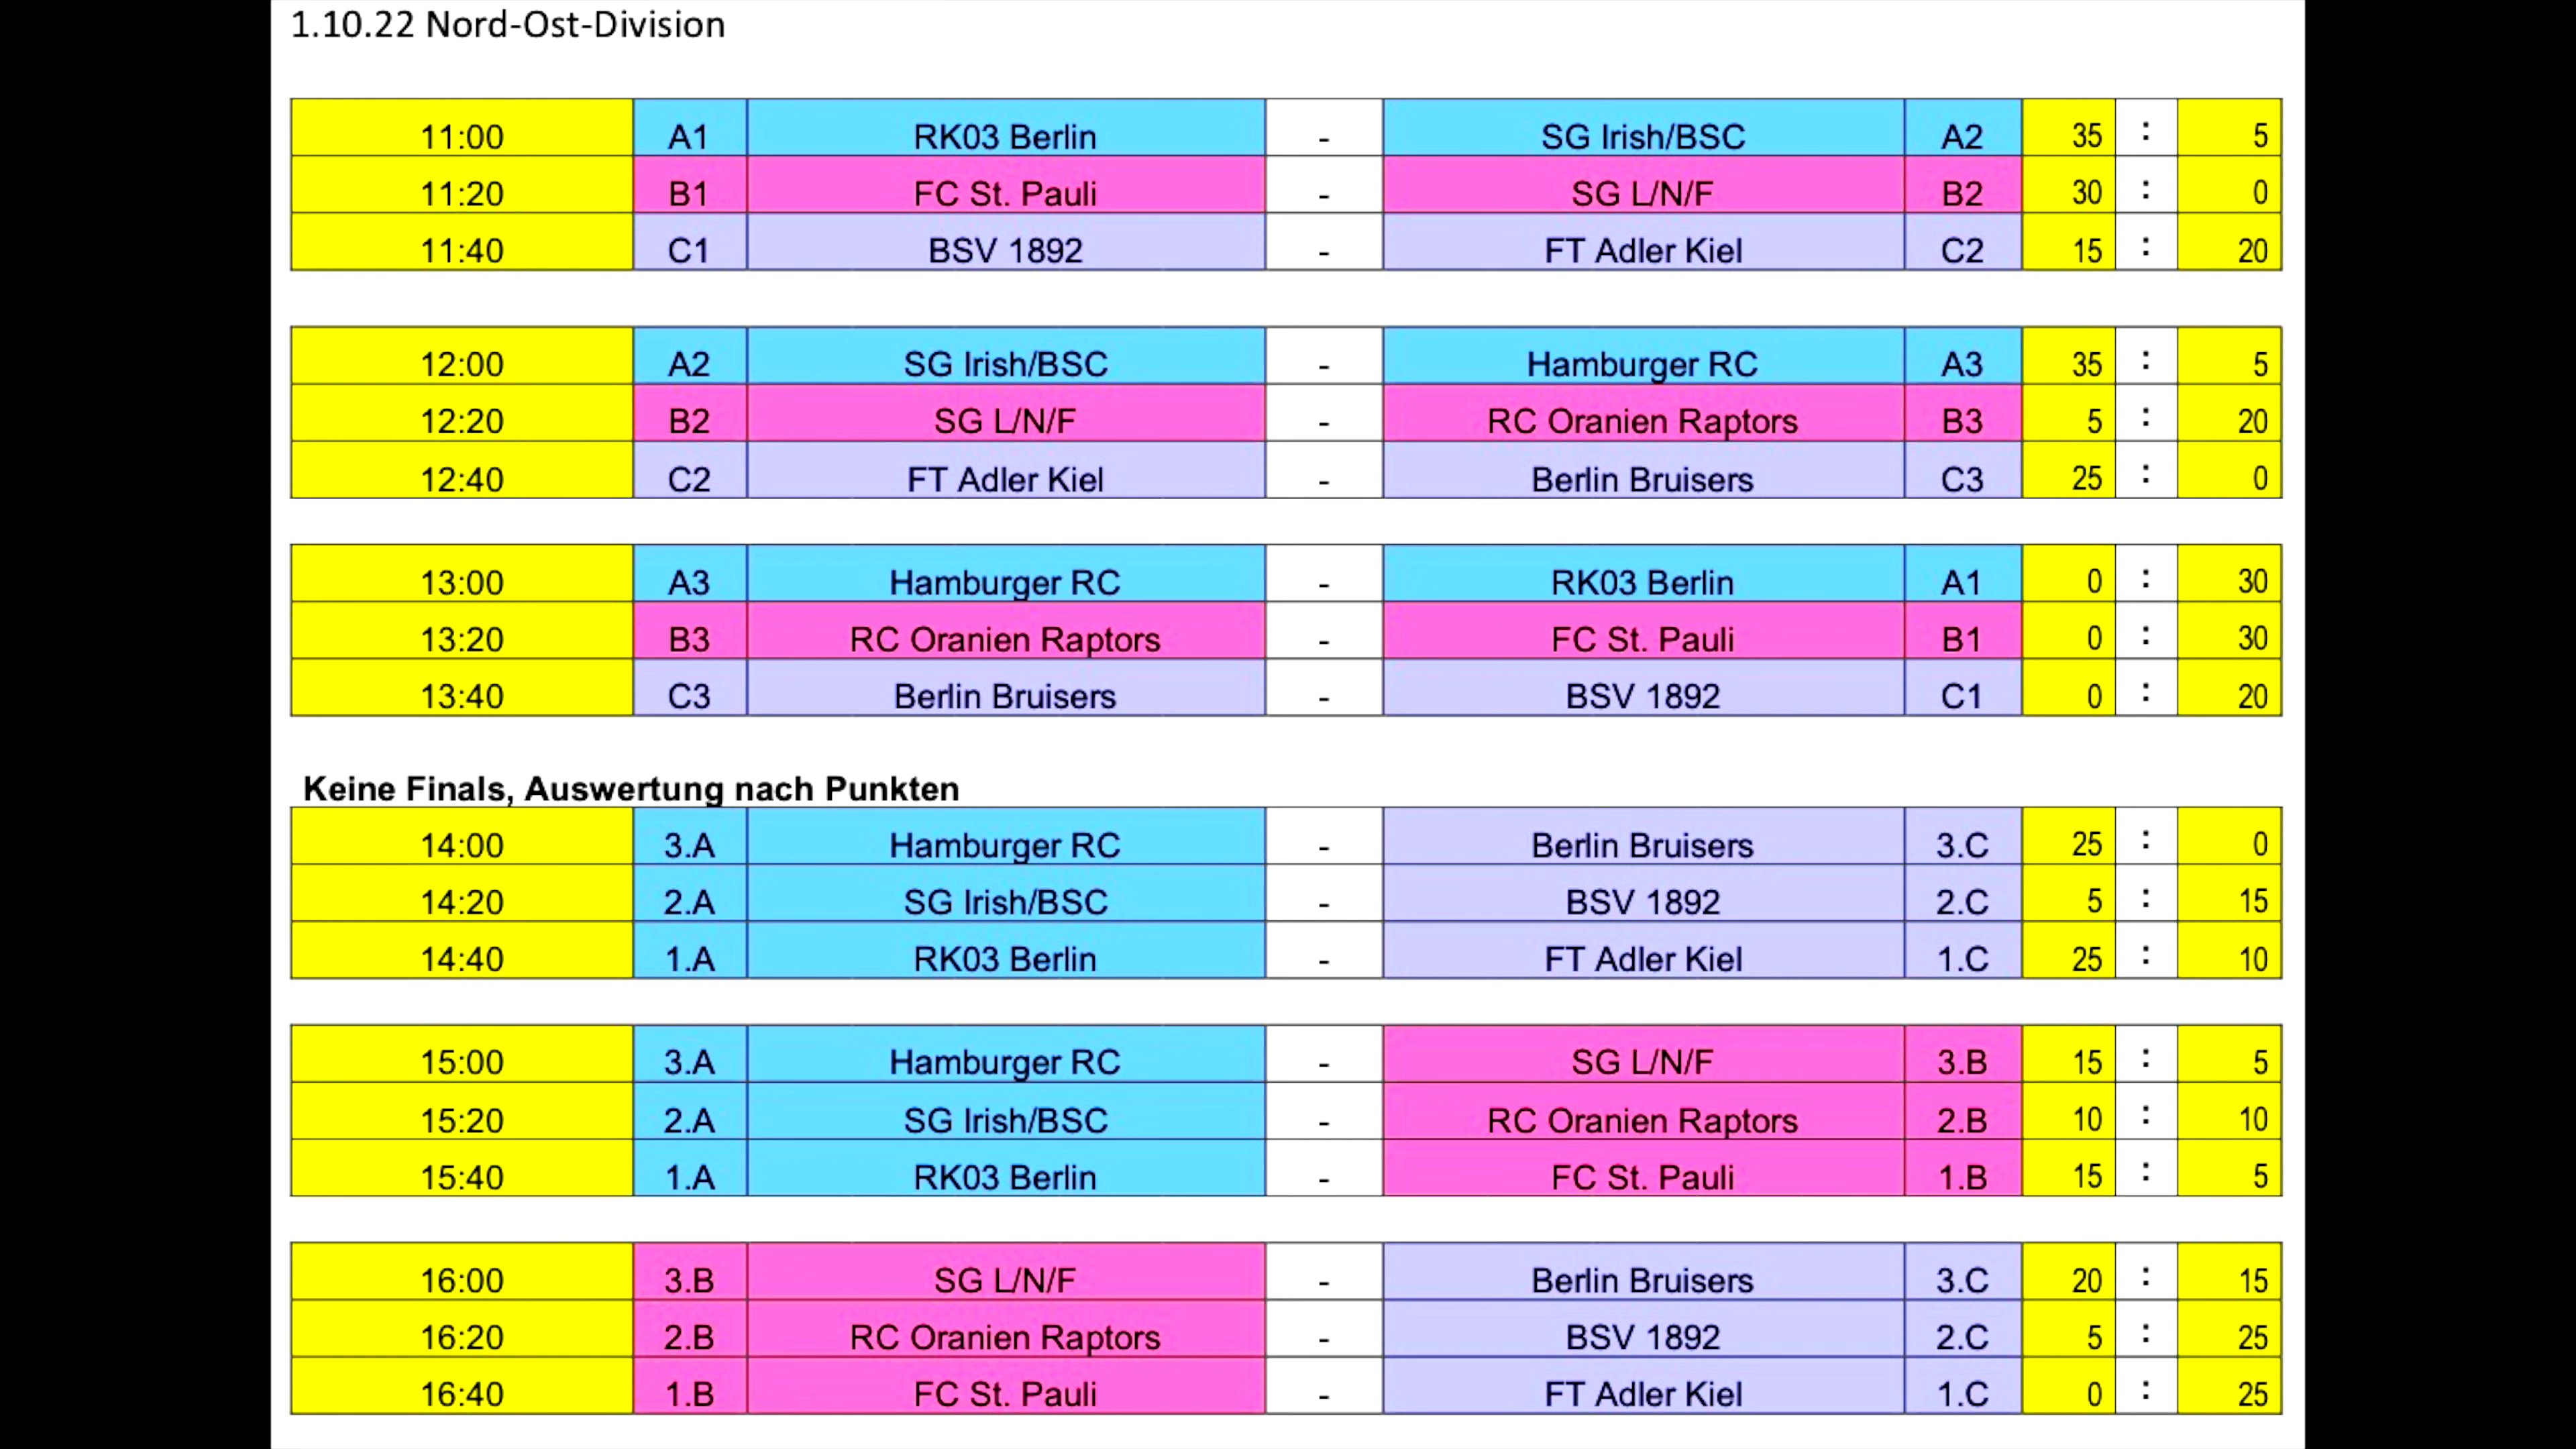 1.10.22 Nord-Ost-Division
11:00 A1 RK03 Berlin - SG Irish/BSC A2 35 : 5
11:20 B1 FC St. Pauli - SG L/N/F B2 30 : 0
11:40 C1 BSV 1892 - FT Adler Kiel C2 15 : 20
12:00 A2 SG Irish/BSC - Hamburger RC A3 35 : 5
12:20 B2 SG L/N/F - RC Oranien Raptors B3 5 : 20
12:40 C2 FT Adler Kiel - Berlin Bruisers C3 25 : 0
13:00 A3 Hamburger RC - RK03 Berlin A1 0 : 30
13:20 B3 RC Oranien Raptors - FC St. Pauli B1 0 : 30
13:40 C3 Berlin Bruisers - BSV 1892 C1 0 : 20
Keine Finals, Auswertung nach Punkten
14:00 3.A Hamburger RC - Berlin Bruisers 3.C 25 : 0
14:20 2.A SG Irish/BSC - BSV 1892 2.C 5 : 15
14:40 1.A RK03 Berlin - FT Adler Kiel 1.C 25 : 10
15:00 3.A Hamburger RC - SG L/N/F 3.B 15 : 5
15:20 2.A SG Irish/BSC - RC Oranien Raptors 2.B 10 : 10
15:40 1.A RK03 Berlin - FC St. Pauli 1.B 15 : 5
16:00 3.B SG L/N/F - Berlin Bruisers 3.C 20 : 15
16:20 2.B RC Oranien Raptors - BSV 1892 2.C 5 : 25
16:40 1.B FC St. Pauli - FT Adler Kiel 1.C 0 : 25